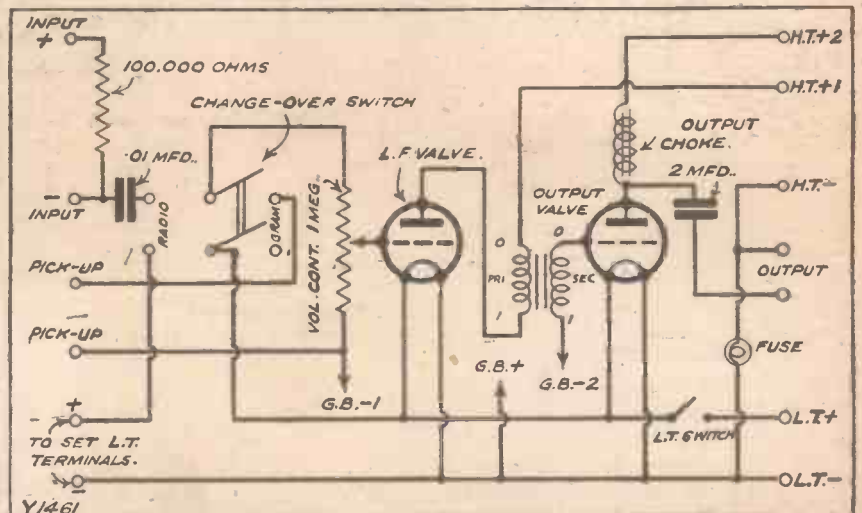 INPUT
+
100,000 OHMS
CHANGE-OVER SWITCH
.01 MFD.
- INPUT
RADIO
GRAM
VOL. CONT. 1 MEG.
L.F. VALVE.
OUTPUT
CHOKE.
2 MFD.
OUTPUT
VALVE
H.T.+2
H.T.+1
H.T.-
OUTPUT
PICK-UP
PICK-UP
O
PRI
I
O
SEC
I
FUSE
G.B.-1
G.B.+
G.B.-2
+
TO SET L.T.
TERMINALS.
-
L.T. SWITCH
L.T.+
L.T.-
Y1461